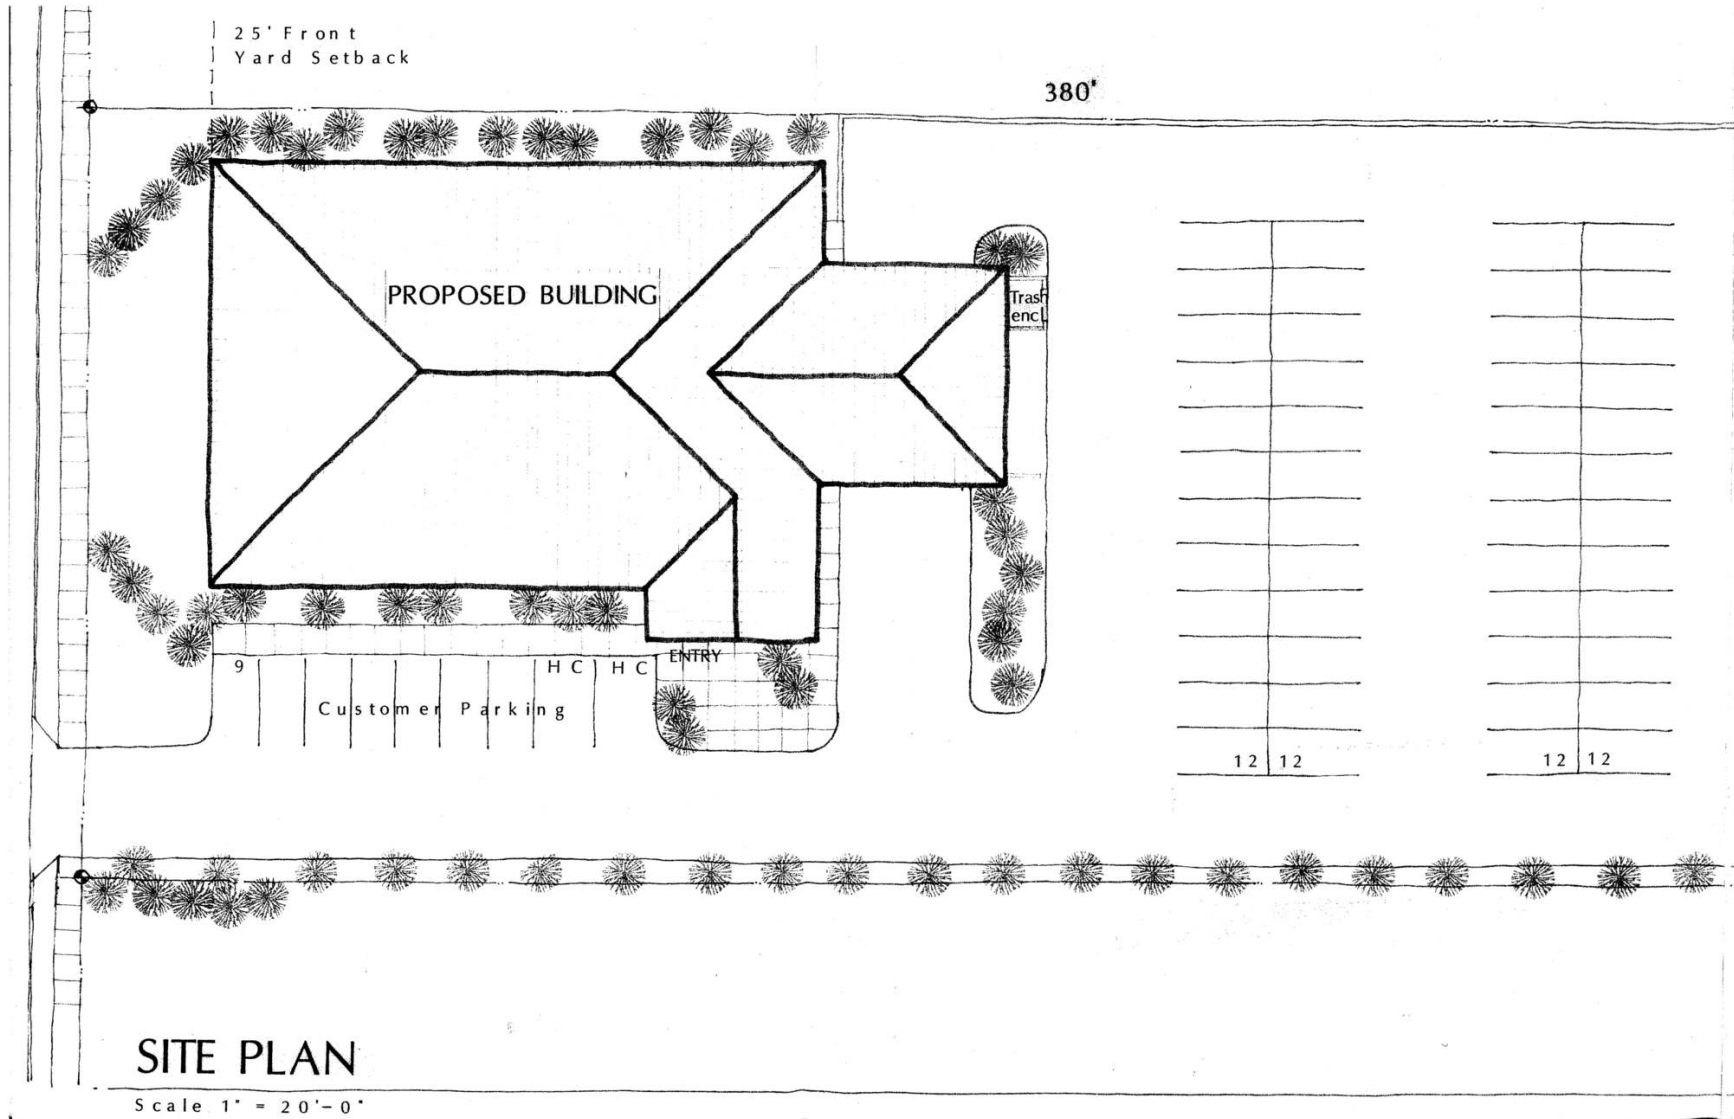 25' Front
Yard Setback
380'
PROPOSED BUILDING
Trash
encl.
9
HC
HC
ENTRY
Customer Parking
12 12
12 12
SITE PLAN
Scale 1" = 20'-0"